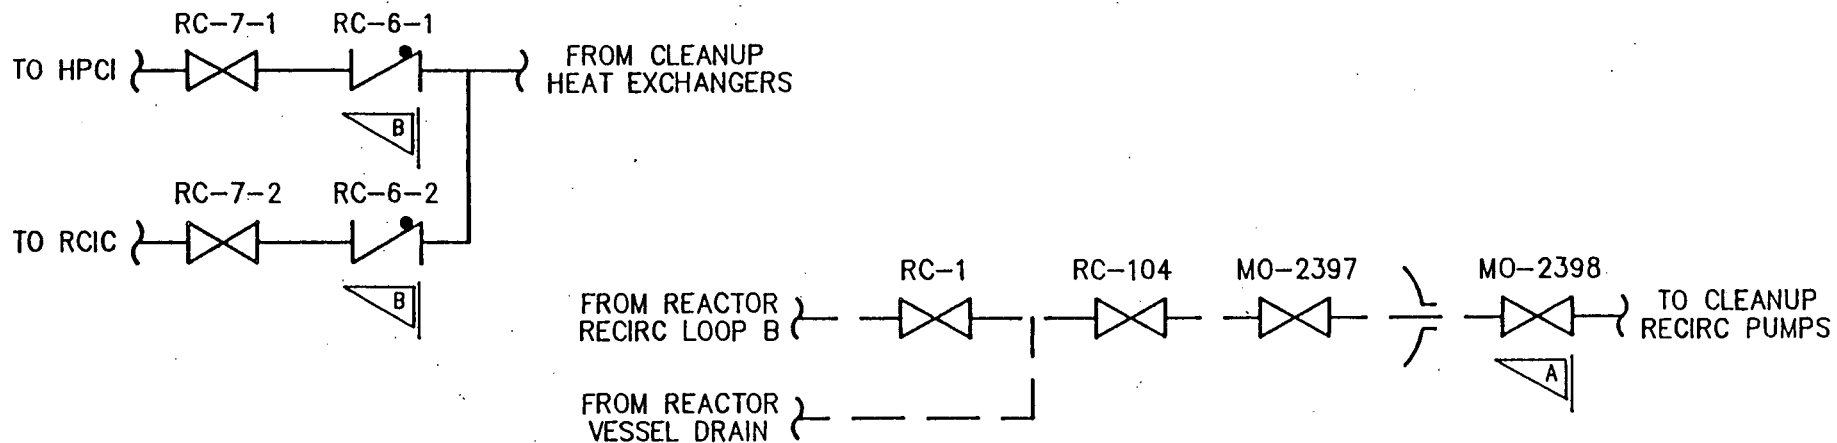 RC-7-1
RC-6-1
TO HPCI
FROM CLEANUP
HEAT EXCHANGERS
B
RC-7-2
RC-6-2
TO RCIC
B
RC-1
RC-104
MO-2397
MO-2398
FROM REACTOR
RECIRC LOOP B
TO CLEANUP
RECIRC PUMPS
A
FROM REACTOR
VESSEL DRAIN